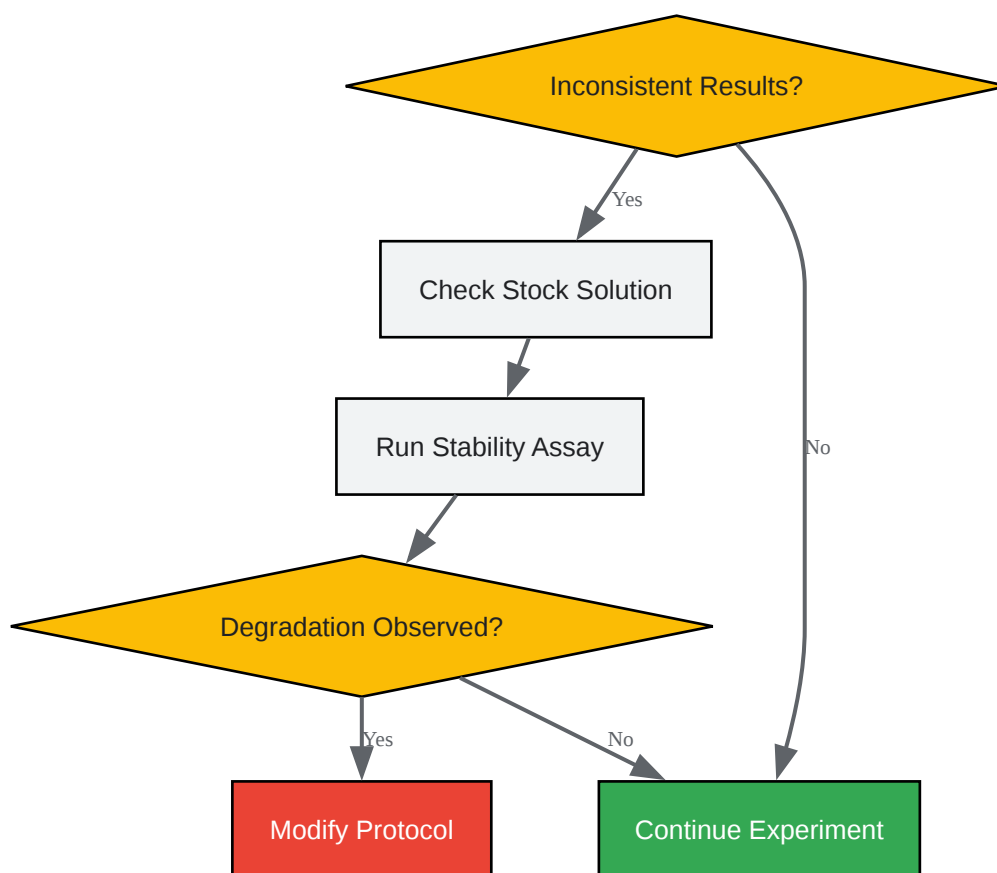 Inconsistent Results?
Yes
Check Stock Solution
Run Stability Assay
No
Degradation Observed?
Yes
No
Modify Protocol
Continue Experiment